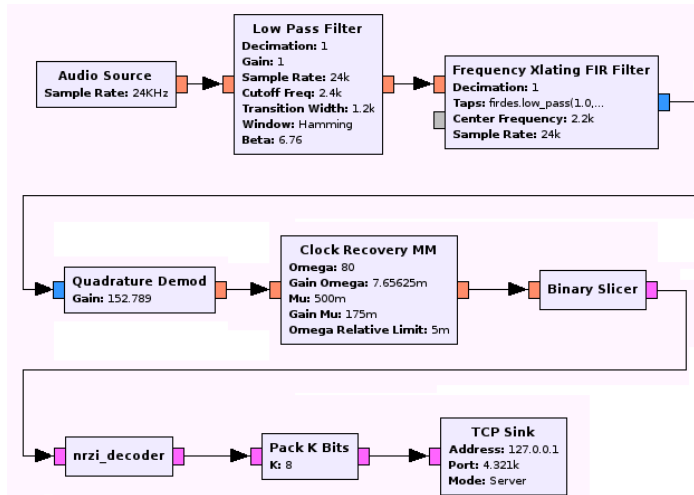 Audio Source
Sample Rate: 24KHz
Low Pass Filter
Decimation: 1
Gain: 1
Sample Rate: 24k
Cutoff Freq: 2.4k
Transition Width: 1.2k
Window: Hamming
Beta: 6.76
Frequency Xlating FIR Filter
Decimation: 1
Taps: firdes.low_pass(1.0,...
Center Frequency: 2.2k
Sample Rate: 24k
Quadrature Demod
Gain: 152.789
Clock Recovery MM
Omega: 80
Gain Omega: 7.65625m
Mu: 500m
Gain Mu: 175m
Omega Relative Limit: 5m
Binary Slicer
nrzi_decoder
Pack K Bits
K: 8
TCP Sink
Address: 127.0.0.1
Port: 4.321k
Mode: Server